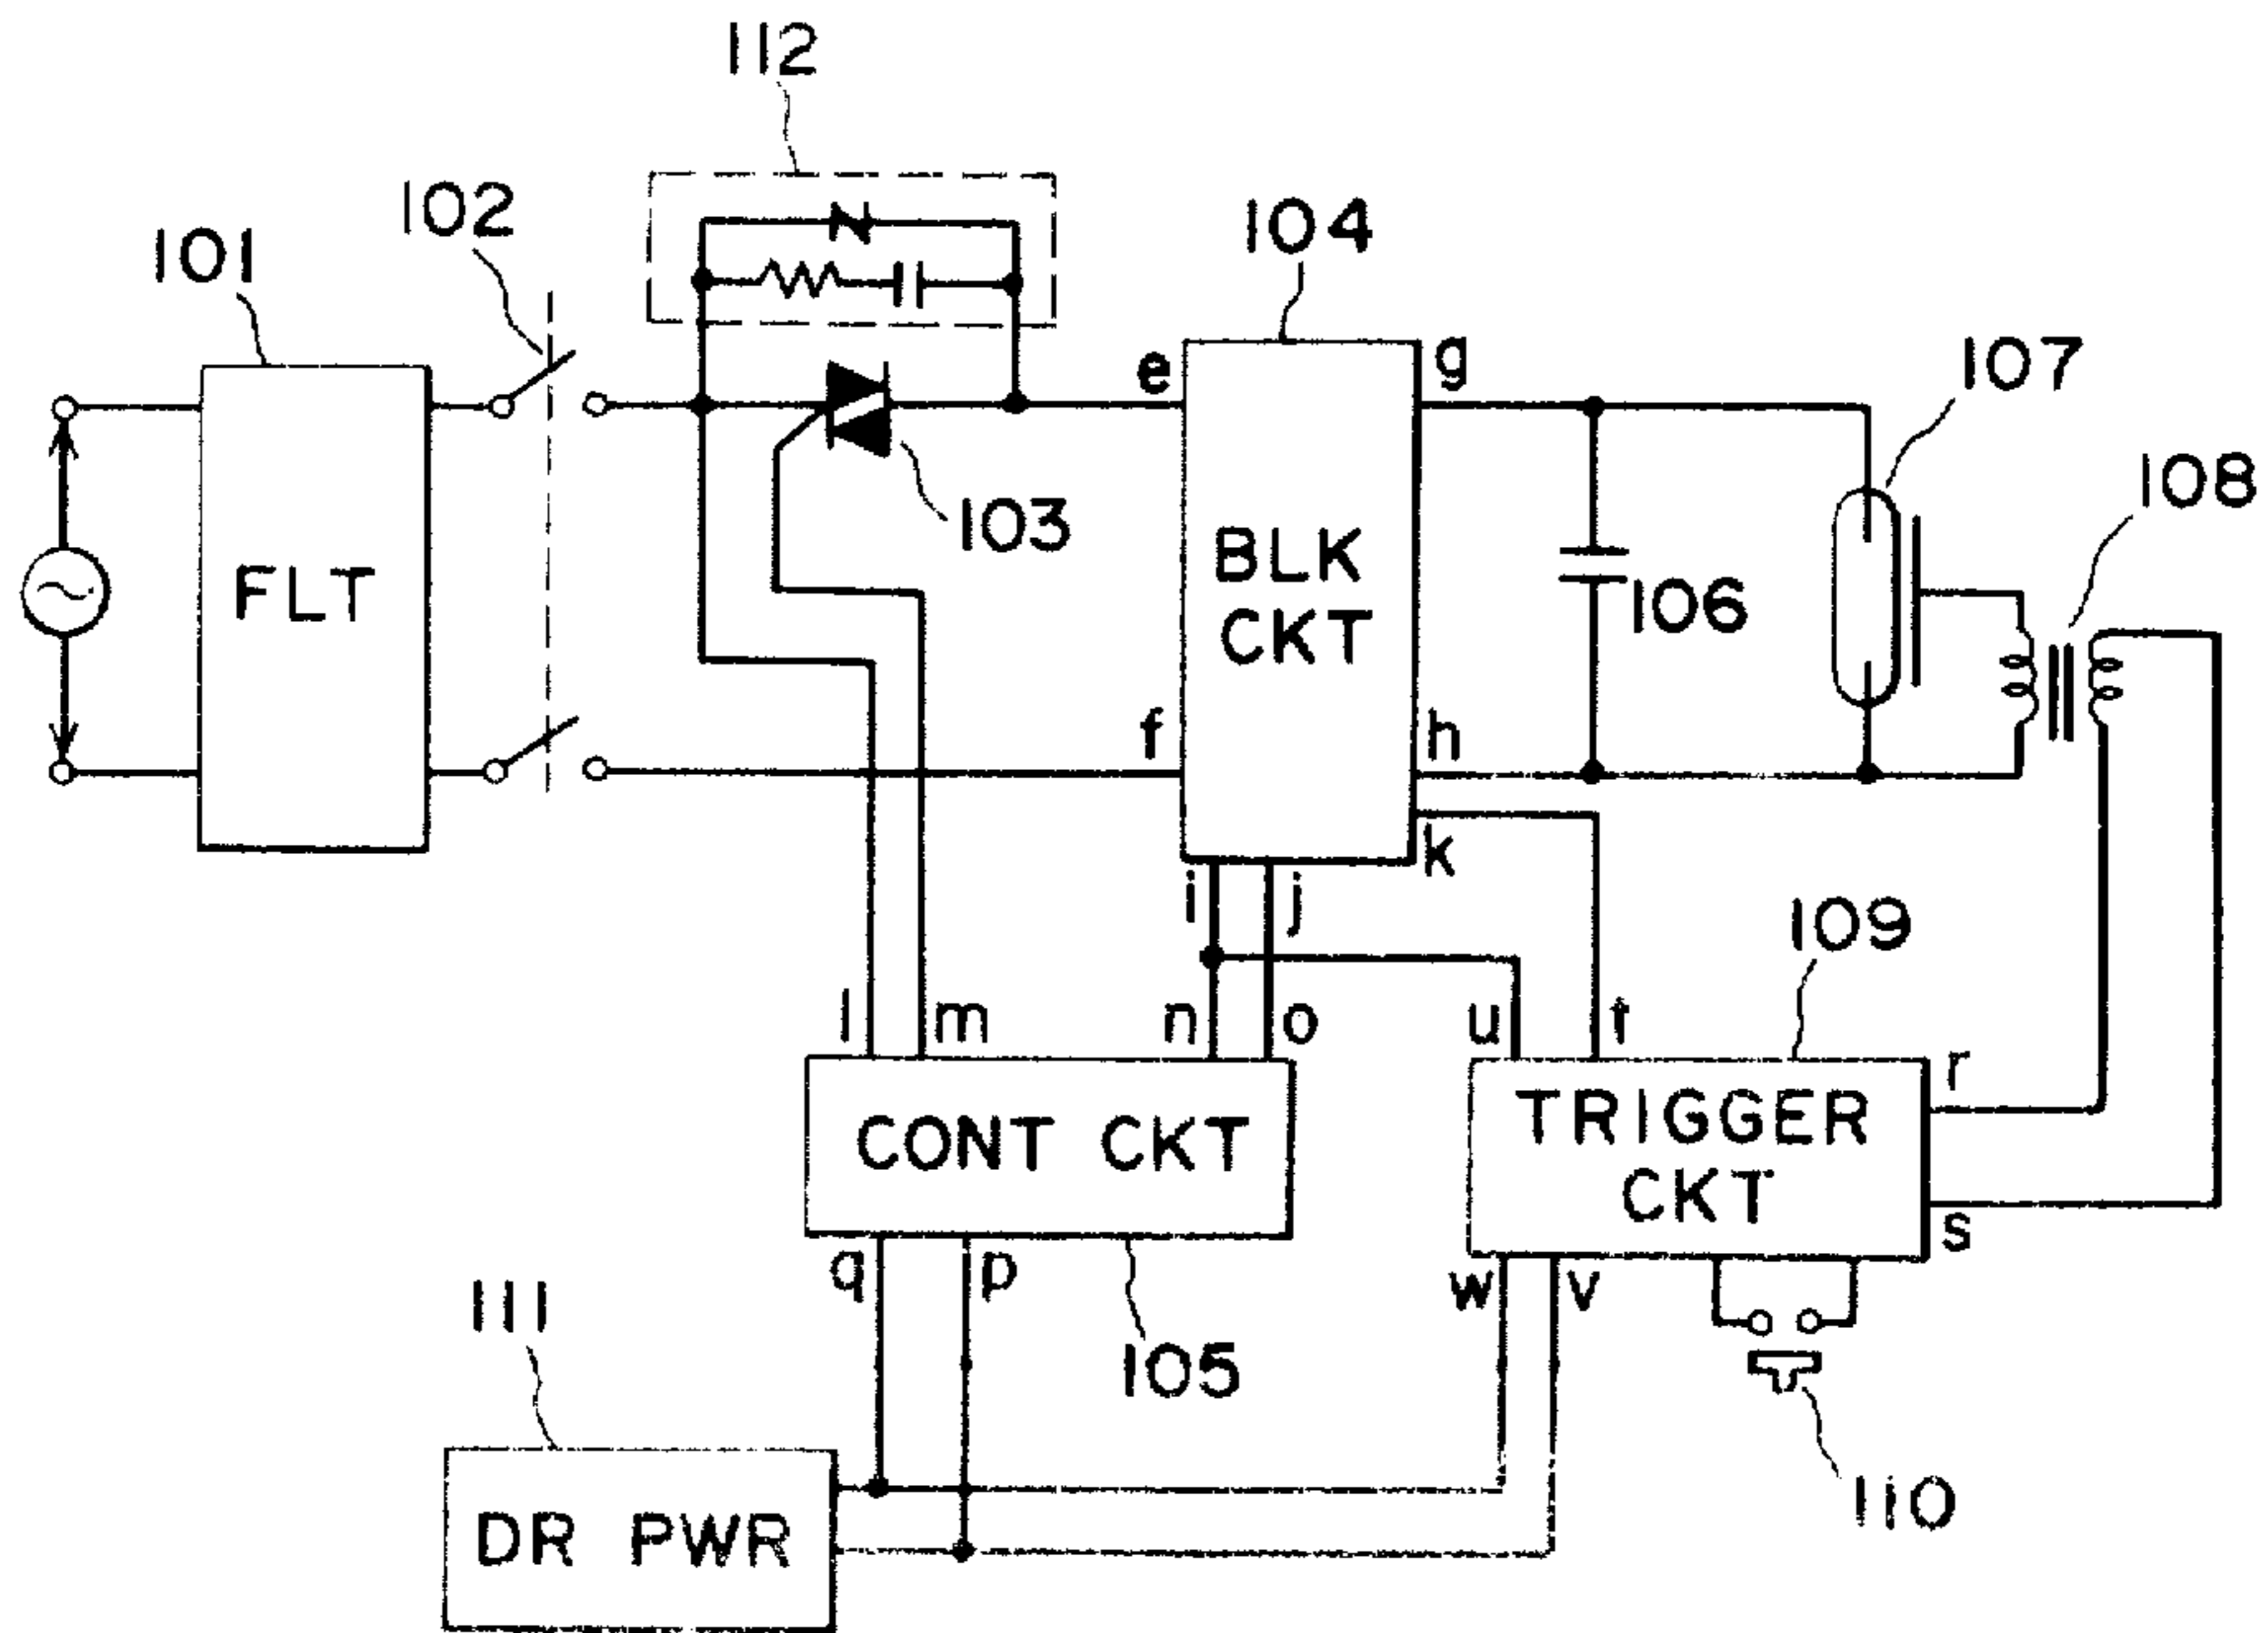 112
102
104
101
e
g
107
108
103
FLT
BLK
CKT
106
f
h
k
i
j
109
l
m
n
o
u
t
r
CONT CKT
TRIGGER
CKT
s
q
p
w
v
111
105
110
DR PWR